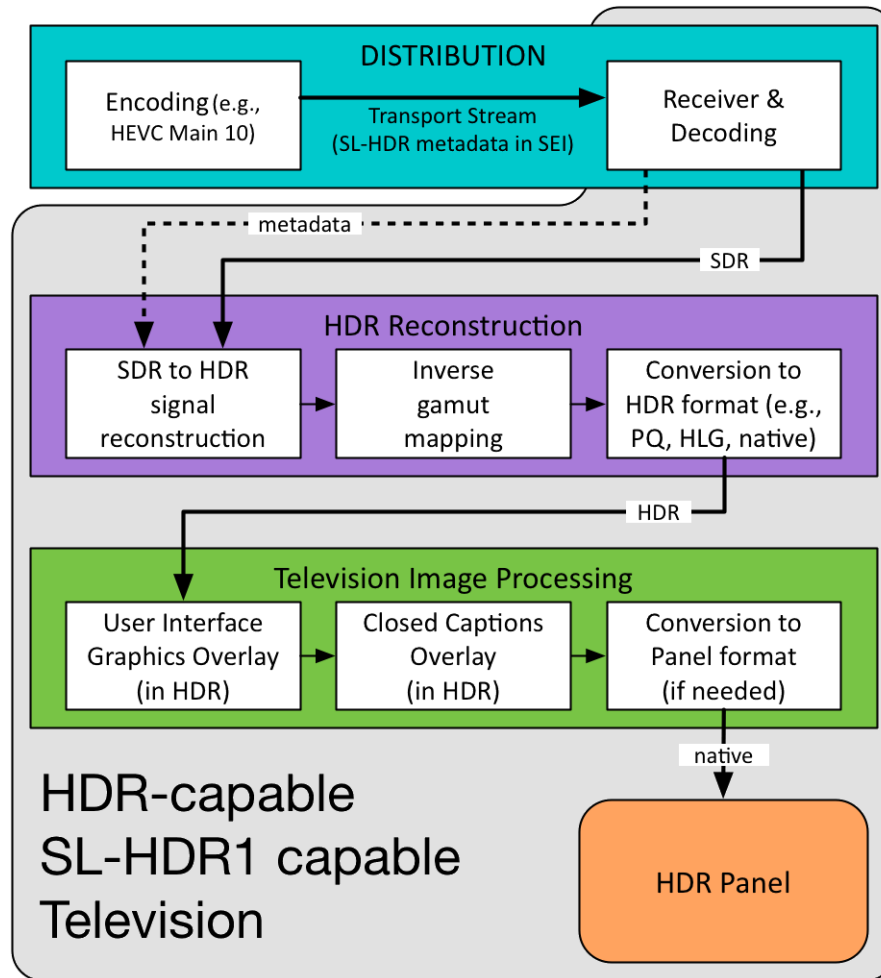 DISTRIBUTION
Encoding (e.g.,
HEVC Main 10)
Transport Stream
(SL-HDR metadata in SEI)
Receiver &
Decoding
metadata
SDR
HDR Reconstruction
SDR to HDR
signal
reconstruction
Inverse
gamut
mapping
Conversion to
HDR format (e.g.,
PQ, HLG, native)
HDR
Television Image Processing
User Interface
Graphics Overlay
(in HDR)
Closed Captions
Overlay
(in HDR)
Conversion to
Panel format
(if needed)
native
HDR-capable
SL-HDR1 capable
Television
HDR Panel